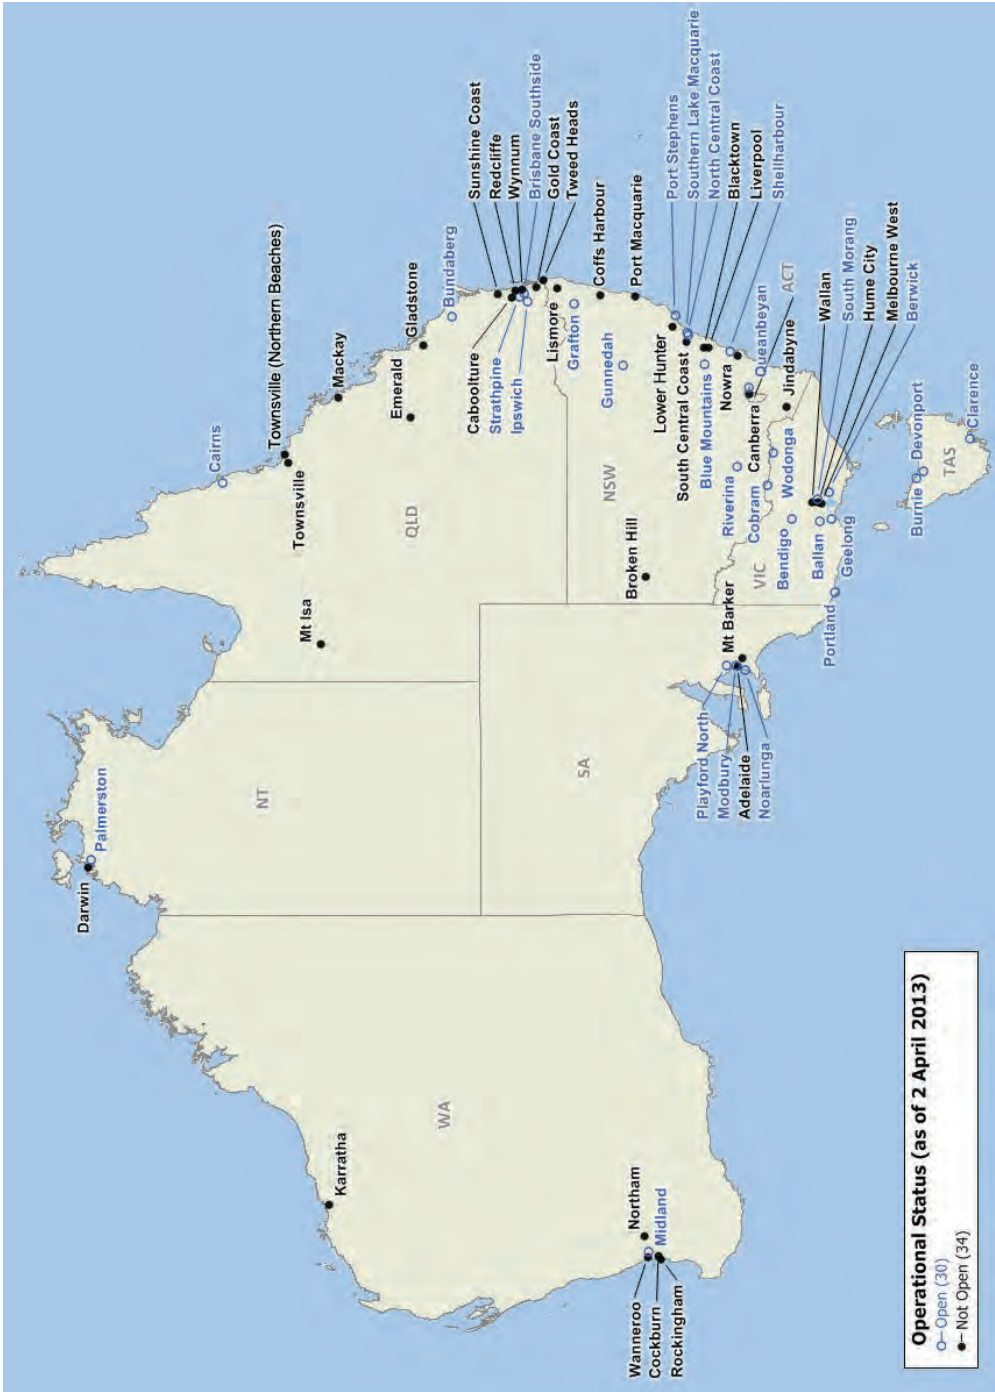 Darwin
Palmerston
Cairns
Townsville (Northern Beaches)
Townsville
Mackay
Mt Isa
Emerald
Gladstone
Bundaberg
Sunshine Coast
Redcliffe
Wynnum
Brisbane Southside
Gold Coast
Tweed Heads
Caboolture
Strathpine
Ipswich
Lismore
Grafton
Coffs Harbour
Gunnedah
Port Macquarie
Port Stephens
Southern Lake Macquarie
North Central Coast
Blacktown
Liverpool
Shellharbour
Lower Hunter
South Central Coast
Blue Mountains
Nowra
Queanbeyan
ACT
Canberra
Jindabyne
Broken Hill
Riverina
Cobram
Wodonga
Bendigo
Ballan
Geelong
Portland
Wallan
South Morang
Hume City
Melbourne West
Berwick
Burnie
Devonport
Clarence
TAS
Mt Barker
Playford North
Modbury
Adelaide
Noarlunga
Karratha
Northam
Midland
Wanneroo
Cockburn
Rockingham
WA
NT
SA
QLD
NSW
VIC
Operational Status (as of 2 April 2013)
Open (30)
Not Open (34)